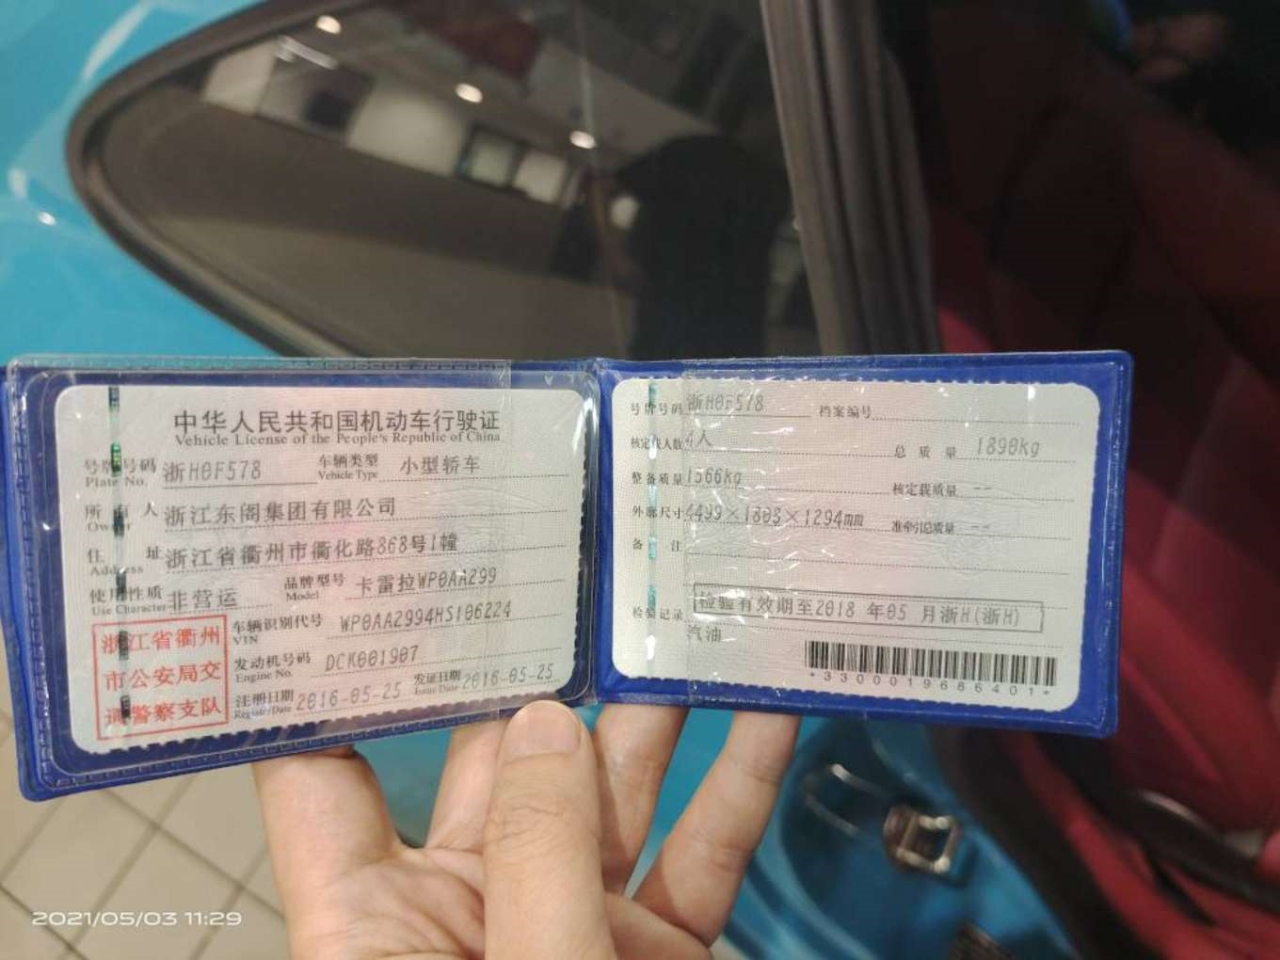 中华人民共和国机动车行驶证
Vehicle License of the People's Republic of China
号牌号码 浙H0F578 车辆类型 小型轿车
Plate No. Vehicle Type
所有人 浙江东阁集团有限公司
Owner
住址 浙江省衢州市衢化路868号1幢
Address
使用性质 非营运 品牌型号 卡雷拉WP0AA299
Use Character Model
车辆识别代号 WP0AA2994HS106224
VIN
发动机号码 DCK001907
Engine No.
注册日期 2016-05-25 发证日期 2016-05-25
Register Date Issue Date
浙江省衢州
市公安局交
通警察支队
号牌号码 浙H0F578 档案编号
核定载人数 4人 总质量 1890kg
整备质量 1566kg 核定载质量 --
外廓尺寸 4499×1808×1294mm 准牵引总质量 --
备注
检验记录 检验有效期至2018年05月浙H(浙H)
汽油
*3300019686401*
2021/05/03 11:29